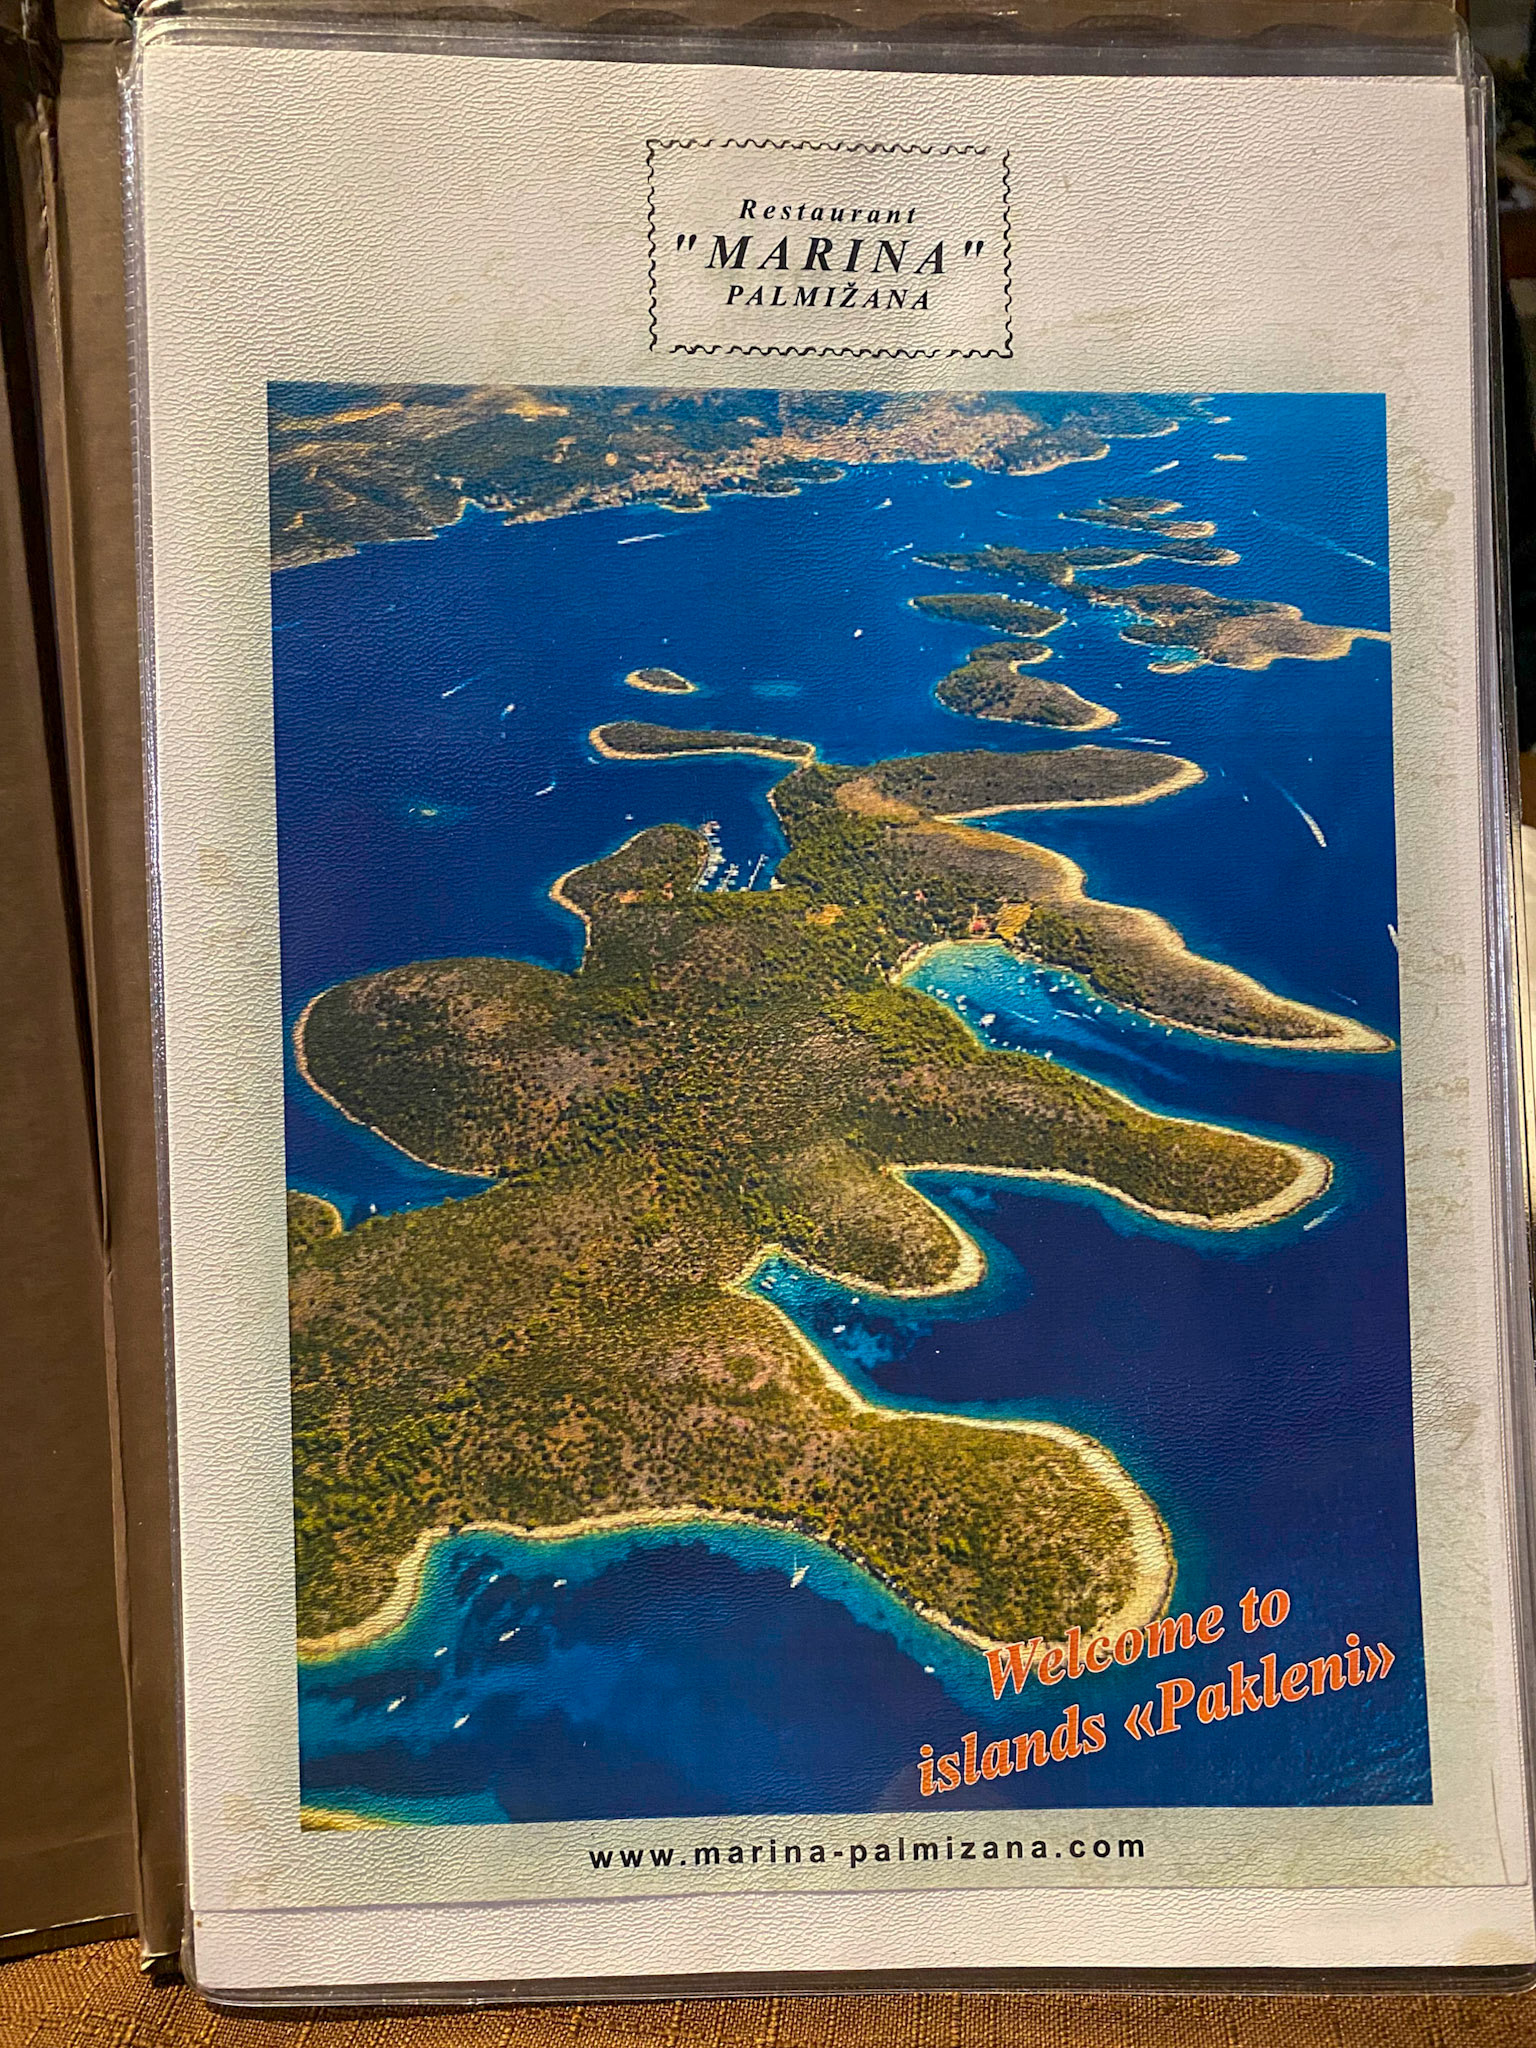 Restaurant
"MARINA"
PALMIŽANA
Welcome to
islands «Pakleni»
www.marina-palmizana.com